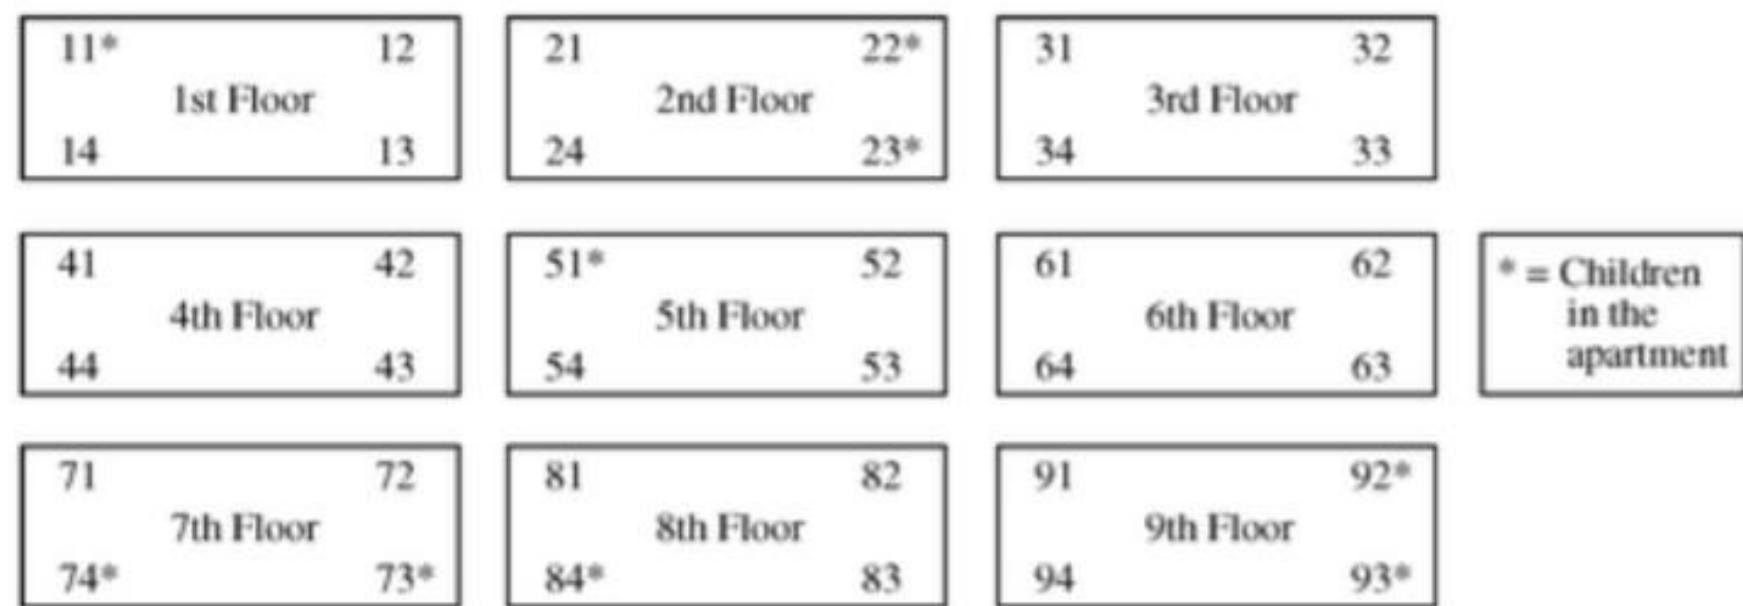 11* 12 21 22* 31 32
1st Floor 2nd Floor 3rd Floor
14 13 24 23* 34 33
41 42 51* 52 61 62
4th Floor 5th Floor 6th Floor
44 43 54 53 64 63
* = Children
in the
apartment
71 72 81 82 91 92*
7th Floor 8th Floor 9th Floor
74* 73* 84* 83 94 93*